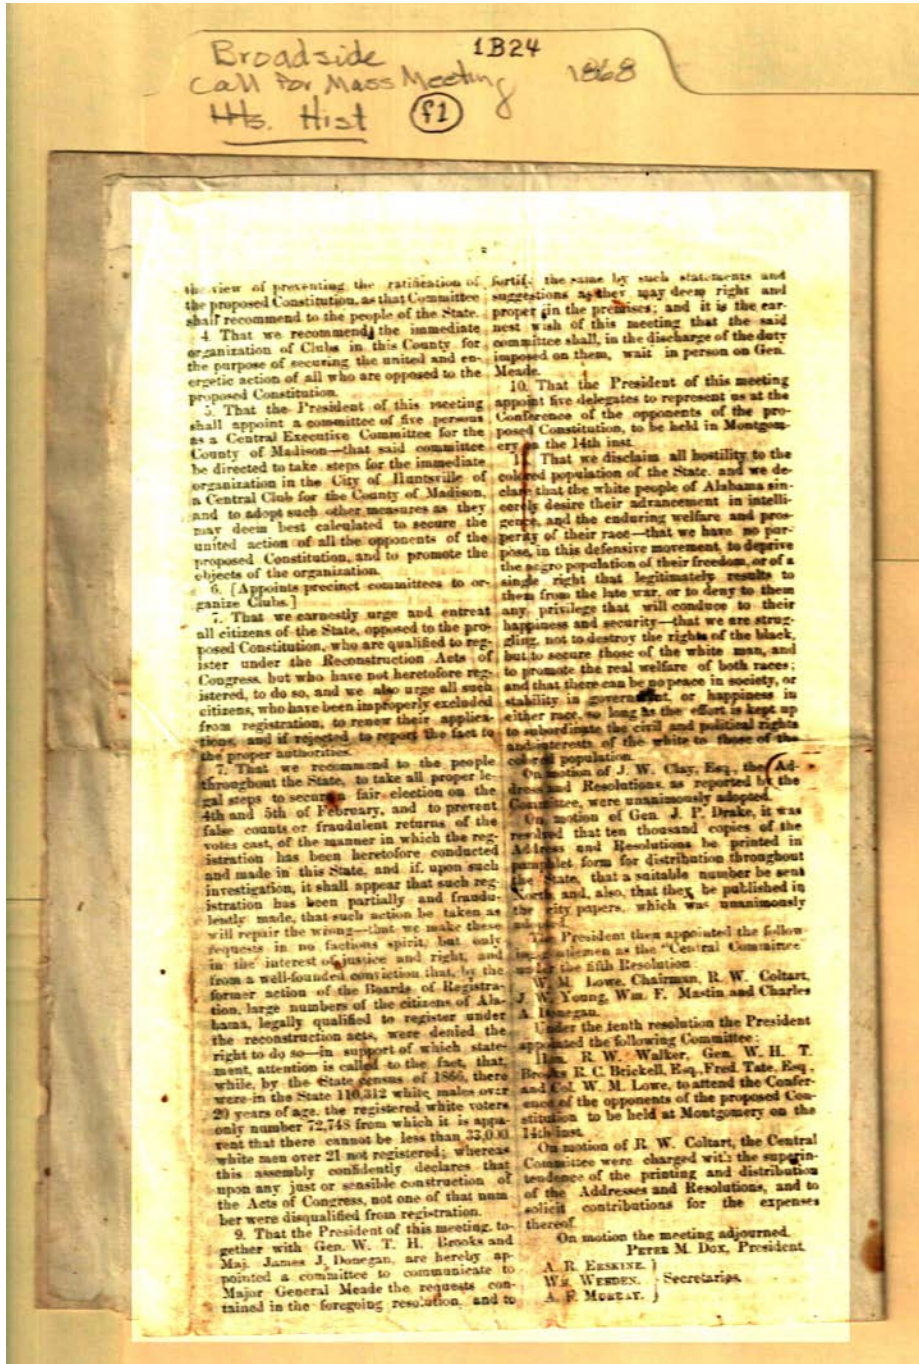 Broadside 1B24
Call For Mass Meeting 1868
Hts. Hist f1
2
the view of preventing the ratification of
the proposed Constitution, as that Committee
shall recommend to the people of the State.
4. That we recommend the immediate
organization of Clubs in this County for
the purpose of securing the united and en-
ergetic action of all who are opposed to the
proposed Constitution.
5. That the President of this meeting
shall appoint a committee of five persons
as a Central Executive Committee for the
County of Madison—that said committee
be directed to take steps for the immediate
organization in the City of Huntsville of
a Central Club for the County of Madison,
and to adopt such other measures as they
may deem best calculated to secure the
united action of all the opponents of the
proposed Constitution, and to promote the
objects of the organization.
6. [Appoints precinct committees to or-
ganize Clubs.]
7. That we earnestly urge and entreat
all citizens of the State, opposed to the pro-
posed Constitution, who are qualified to reg-
ister under the Reconstruction Acts of
Congress, but who have not heretofore reg-
istered, to do so, and we also urge all such
citizens, who have been improperly excluded
from registration, to renew their applica-
tions, and if rejected to report the fact to
the proper authorities.
7. That we recommend to the people
throughout the State, to take all proper le-
gal steps to secure a fair election on the
4th and 5th of February, and to prevent
false counts or fraudulent returns of the
votes cast, of the manner in which the reg-
istration has been heretofore conducted
and made in this State, and if, upon such
investigation, it shall appear that such reg-
istration has been partially and fraudu-
lently made, that such action be taken as
will repair the wrong—that we make these
requests in no factious spirit, but only
in the interest of justice and right, and
from a well-founded conviction that, by the
former action of the Boards of Registra-
tion, large numbers of the citizens of Ala-
bama, legally qualified to register under
the reconstruction acts, were denied the
right to do so—in support of which state-
ment, attention is called to the fact, that,
while, by the State census of 1866, there
were in the State 110,312 white males over
20 years of age, the registered white voters
only number 72,748 from which it is appa-
rent that there cannot be less than 33,000
white men over 21 not registered; whereas
this assembly confidently declares that
upon any just or sensible construction of
the Acts of Congress, not one of that num
ber were disqualified from registration.
9. That the President of this meeting, to-
gether with Gen. W. T. H. Brooks and
Maj. James J. Donegan, are hereby ap-
pointed a committee to communicate to
Major General Meade the requests con-
tained in the foregoing resolution, and to
fortify the same by such statements and
suggestions as they may deem right and
proper in the premises; and it is the ear-
nest wish of this meeting that the said
committee shall, in the discharge of the duty
imposed on them, wait in person on Gen.
Meade.
10. That the President of this meeting
appoint five delegates to represent us at the
Conference of the opponents of the pro-
posed Constitution, to be held in Montgom-
ery on the 14th inst.
11. That we disclaim all hostility to the
colored population of the State, and we de-
clare that the white people of Alabama sin-
cerely desire their advancement in intelli-
gence, and the enduring welfare and pros-
perity of their race—that we have no pur-
pose, in this defensive movement, to deprive
the negro population of their freedom, or of a
single right that legitimately results to
them from the late war, or to deny to them
any privilege that will conduce to their
happiness and security—that we are strug-
gling, not to destroy the rights of the black,
but to secure those of the white man, and
to promote the real welfare of both races;
and that there can be no peace in society, or
stability in government, or happiness in
either race, so long as the effort is kept up
to subordinate the civil and political rights
and interests of the white to those of the
colored population.
On motion of J. W. Clay, Esq., the Ad-
dress and Resolutions, as reported by the
Committee, were unanimously adopted.
On motion of Gen. J. P. Drake, it was
resolved that ten thousand copies of the
Address and Resolutions be printed in
pamphlet form for distribution throughout
the State, that a suitable number be sent
North, and, also, that they be published in
the city papers, which was unanimously
adopted.
The President then appointed the follow-
ing gentlemen as the "Central Committee"
under the fifth Resolution
W. M. Lowe, Chairman, R. W. Coltart,
J. W. Young, Wm. F. Mastin and Charles
A. Donegan.
Under the tenth resolution the President
appointed the following Committee:
Hon. R. W. Walker, Gen. W. H. T.
Brooks R. C. Brickell, Esq., Fred. Tate, Esq.,
and Col. W. M. Lowe, to attend the Confer-
ence of the opponents of the proposed Con-
stitution to be held at Montgomery on the
14th inst.
On motion of R. W. Coltart, the Central
Committee were charged with the superin-
tendence of the printing and distribution
of the Addresses and Resolutions, and to
solicit contributions for the expenses
thereof.
On motion the meeting adjourned.
PETER M. DOX, President.
A. R. ERSKINE, }
WM. WEEDEN, } Secretaries.
A. F. MURRAY, }